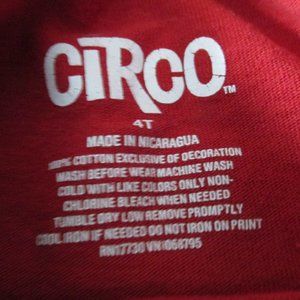 CIRCO™
4T
MADE IN NICARAGUA
100% COTTON EXCLUSIVE OF DECORATION
WASH BEFORE WEAR MACHINE WASH
COLD WITH LIKE COLORS ONLY NON-
CHLORINE BLEACH WHEN NEEDED
TUMBLE DRY LOW REMOVE PROMPTLY
COOL IRON IF NEEDED DO NOT IRON ON PRINT
RN17730 VN1068795